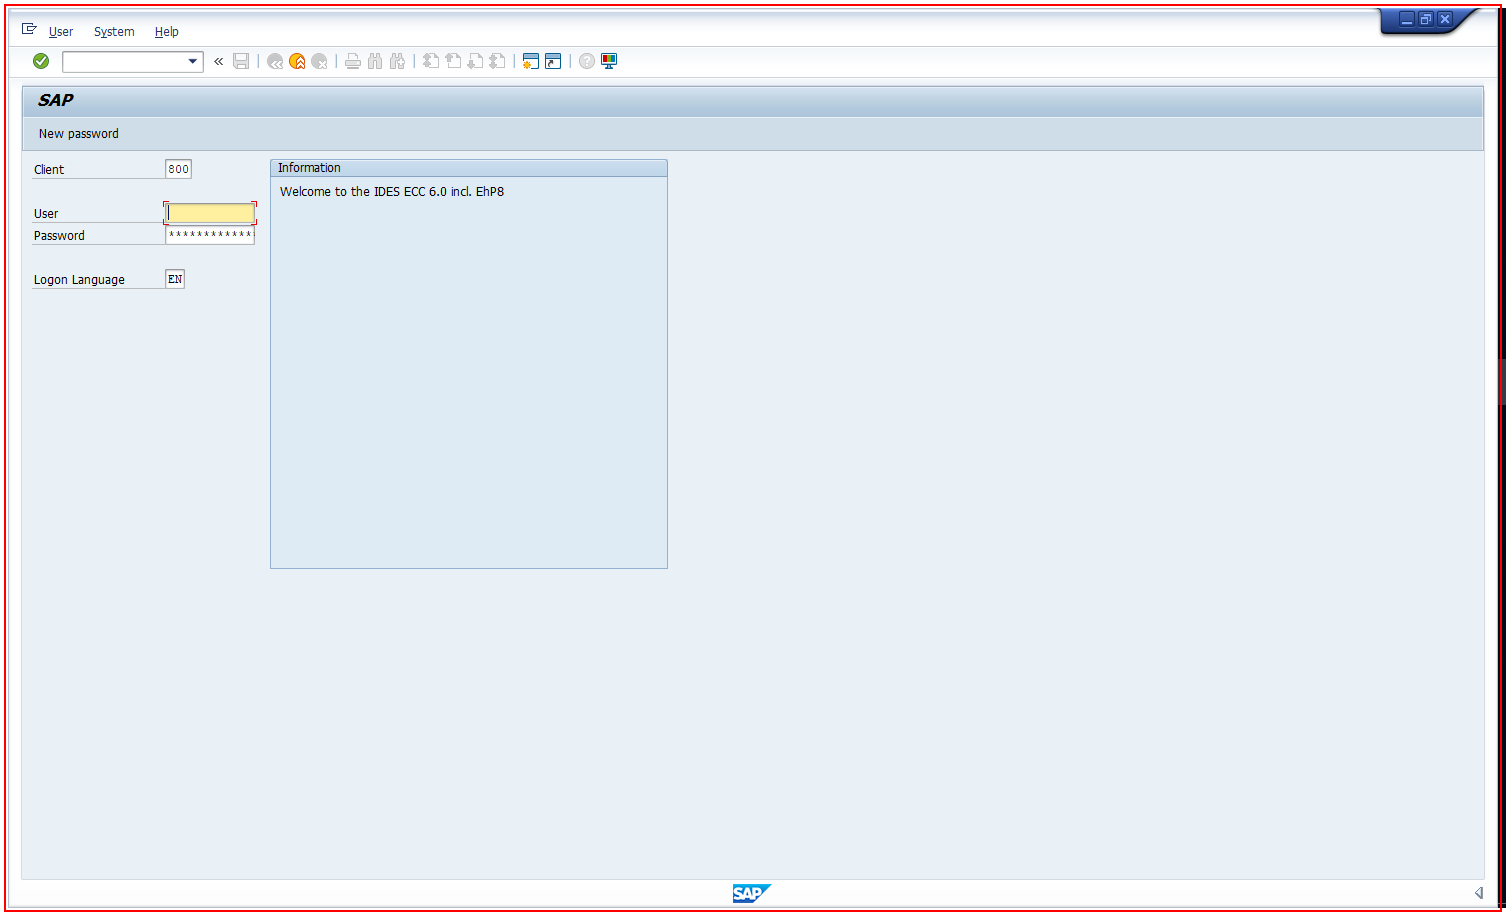 User System Help
SAP
New password
Client 800
Information
Welcome to the IDES ECC 6.0 incl. EhP8
User
Password *************
Logon Language EN
SAP